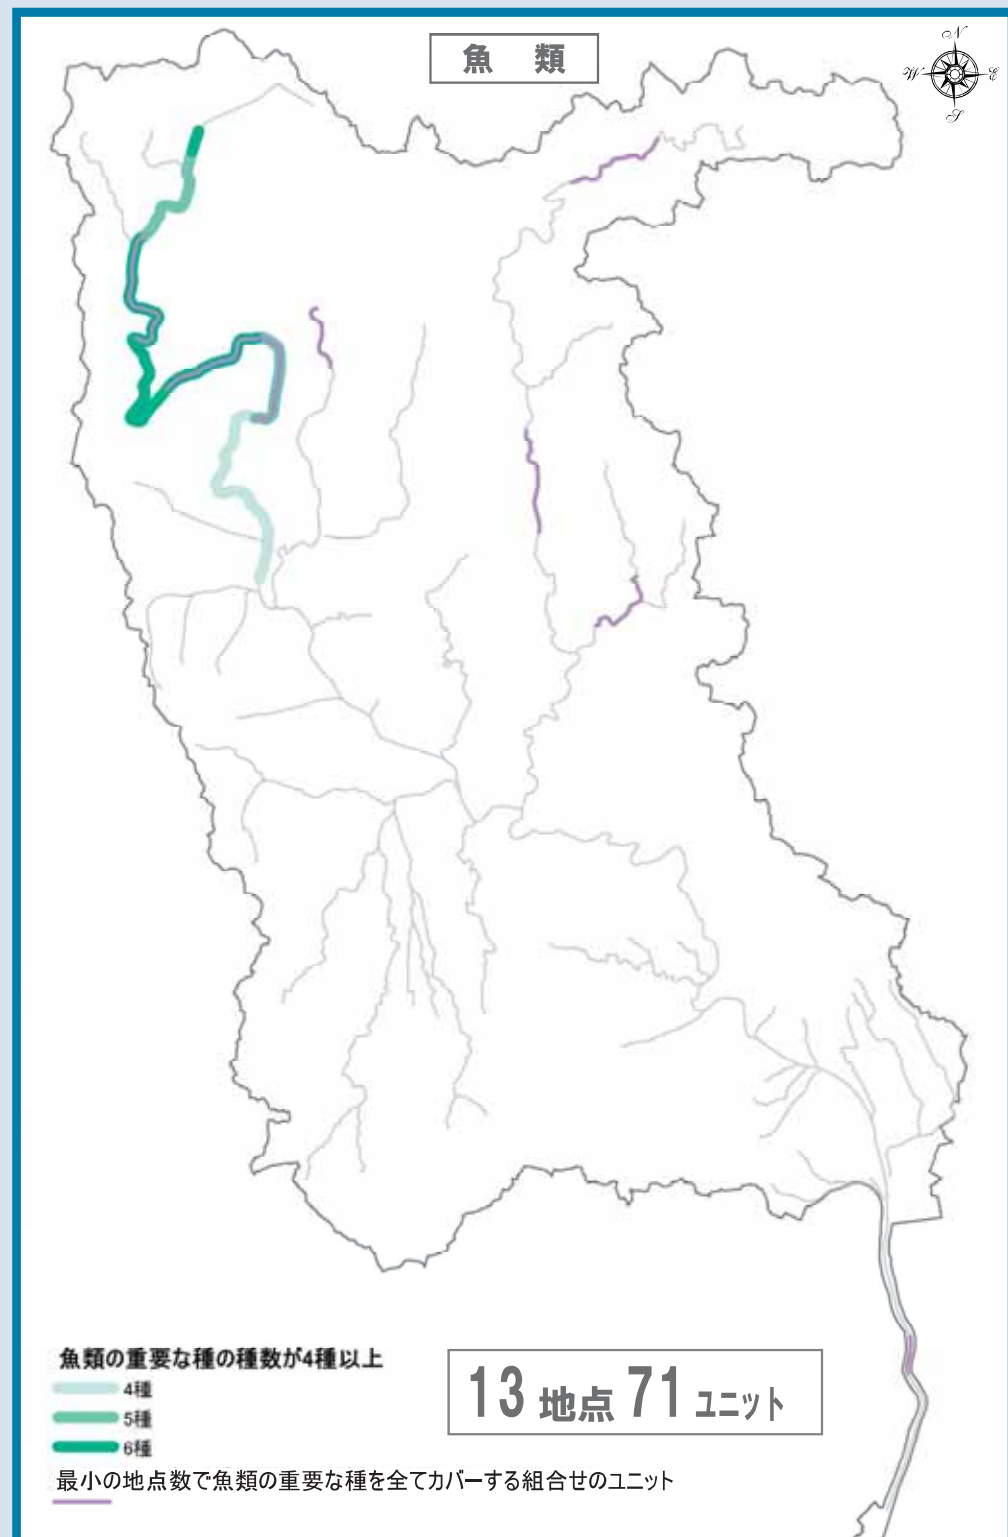 魚 類
N
W E
S
魚類の重要な種の種数が4種以上
4種
5種
6種
13 地点 71 ユニット
最小の地点数で魚類の重要な種を全てカバーする組合せのユニット